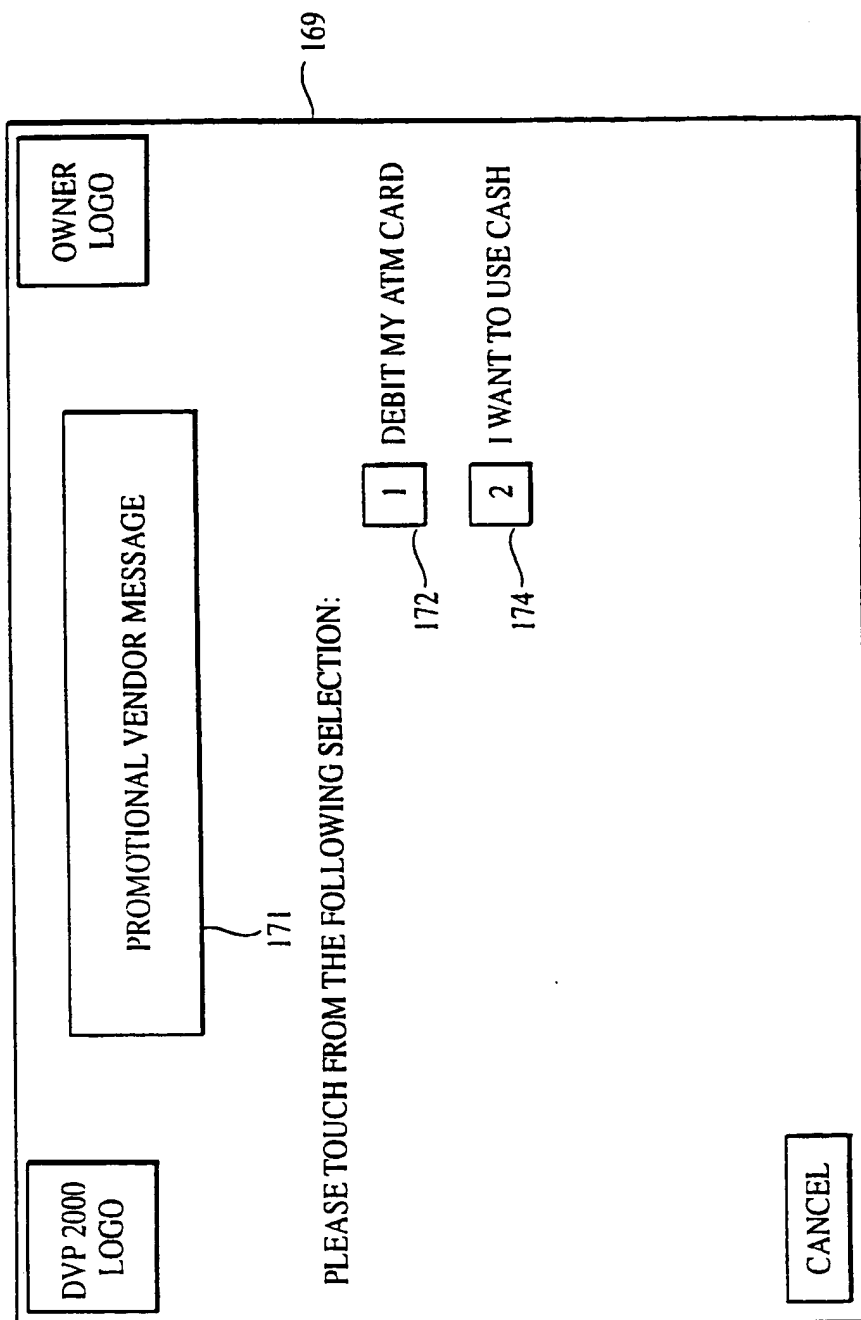 DVP 2000
LOGO
PROMOTIONAL VENDOR MESSAGE
OWNER
LOGO
169
171
PLEASE TOUCH FROM THE FOLLOWING SELECTION:
172
1 DEBIT MY ATM CARD
174
2 I WANT TO USE CASH
CANCEL